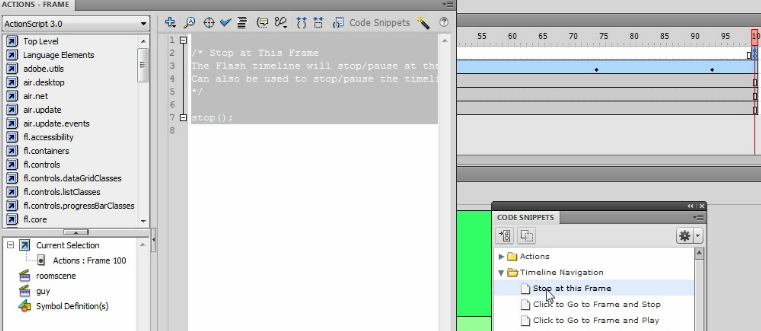 ACTIONS - FRAME
ActionScript 3.0
Top Level
Language Elements
adobe.utils
air.desktop
air.net
air.update
air.update.events
fl.accessibility
fl.containers
fl.controls
fl.controls.dataGridClasses
fl.controls.listClasses
fl.controls.progressBarClasses
fl.core
Current Selection
Actions : Frame 100
roomscene
guy
Symbol Definition(s)
Code Snippets
1
2 /* Stop at This Frame
3 The Flash timeline will stop/pause at the
4 Can also be used to stop/pause the timeli
5 */
6
7 stop();
8
55 60 65 70 75 80 85 90 95 10
CODE SNIPPETS
Actions
Timeline Navigation
Stop at this Frame
Click to Go to Frame and Stop
Click to Go to Frame and Play